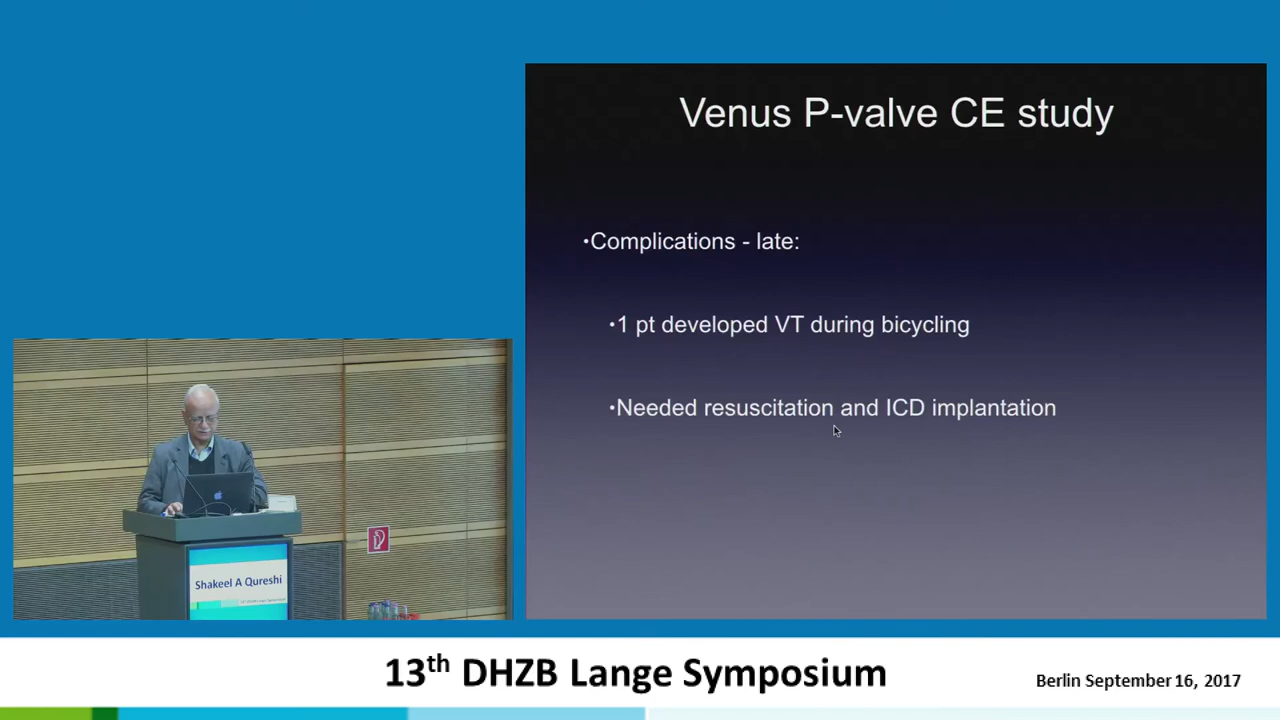 Venus P-valve CE study
•Complications - late:
•1 pt developed VT during bicycling
•Needed resuscitation and ICD implantation
Shakeel A Qureshi
13th DHZB Lange Symposium
Berlin September 16, 2017